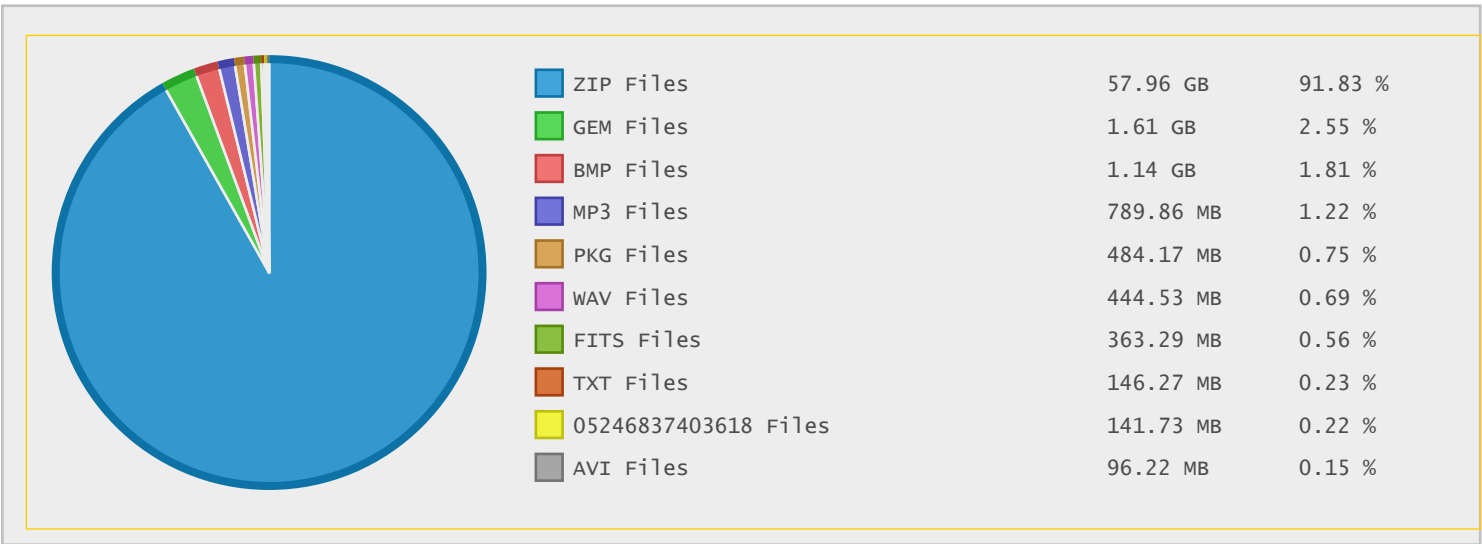 ZIP Files 57.96 GB 91.83 %
GEM Files 1.61 GB 2.55 %
BMP Files 1.14 GB 1.81 %
MP3 Files 789.86 MB 1.22 %
PKG Files 484.17 MB 0.75 %
WAV Files 444.53 MB 0.69 %
FITS Files 363.29 MB 0.56 %
TXT Files 146.27 MB 0.23 %
05246837403618 Files 141.73 MB 0.22 %
AVI Files 96.22 MB 0.15 %